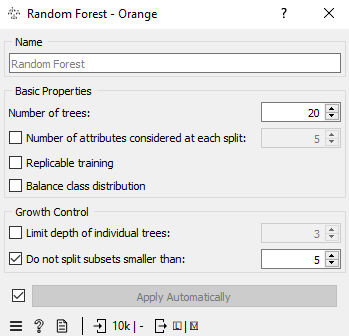 Random Forest - Orange ?
Name
Random Forest
Basic Properties
Number of trees: 20
Number of attributes considered at each split: 5
Replicable training
Balance class distribution
Growth Control
Limit depth of individual trees: 3
Do not split subsets smaller than: 5
Apply Automatically
? 10k | -